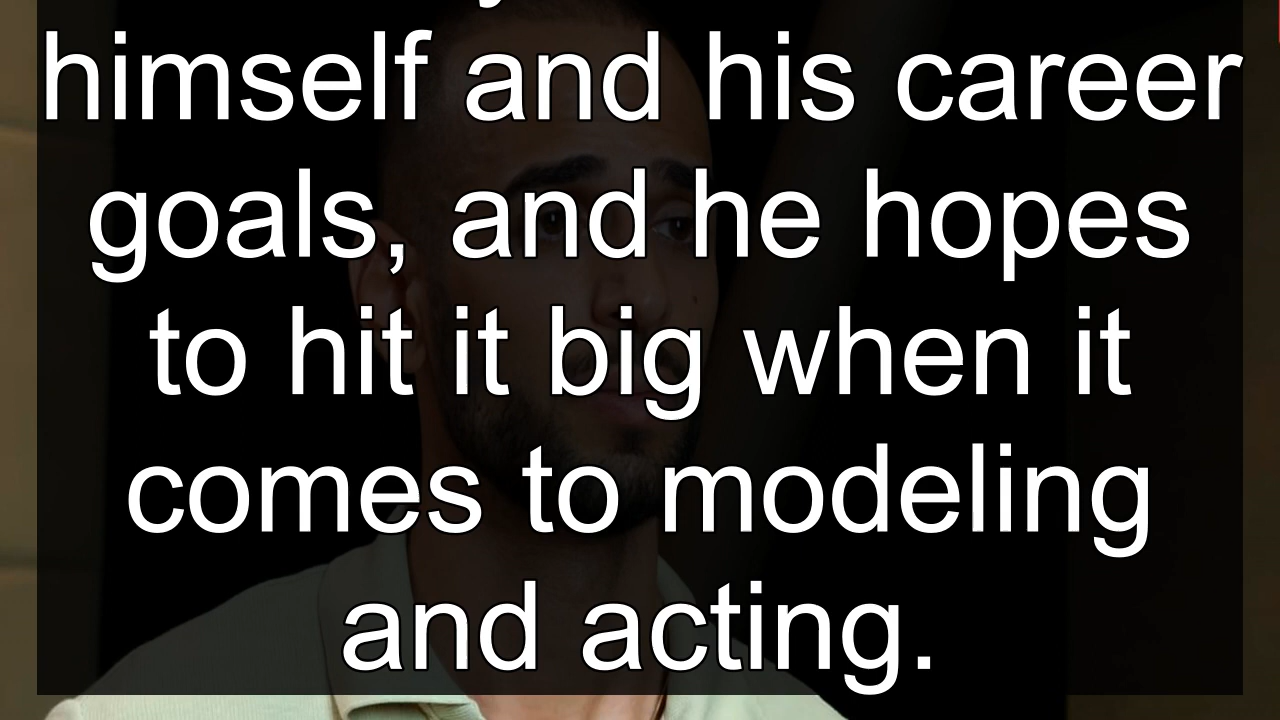 himself and his career
goals, and he hopes
to hit it big when it
comes to modeling
and acting.